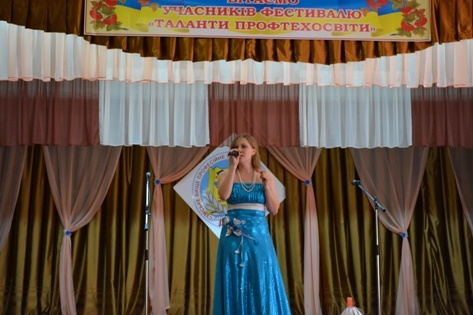 ВІТАЄМО
УЧАСНИКІВ ФЕСТИВАЛЮ
«ТАЛАНТИ ПРОФТЕХОСВІТИ»